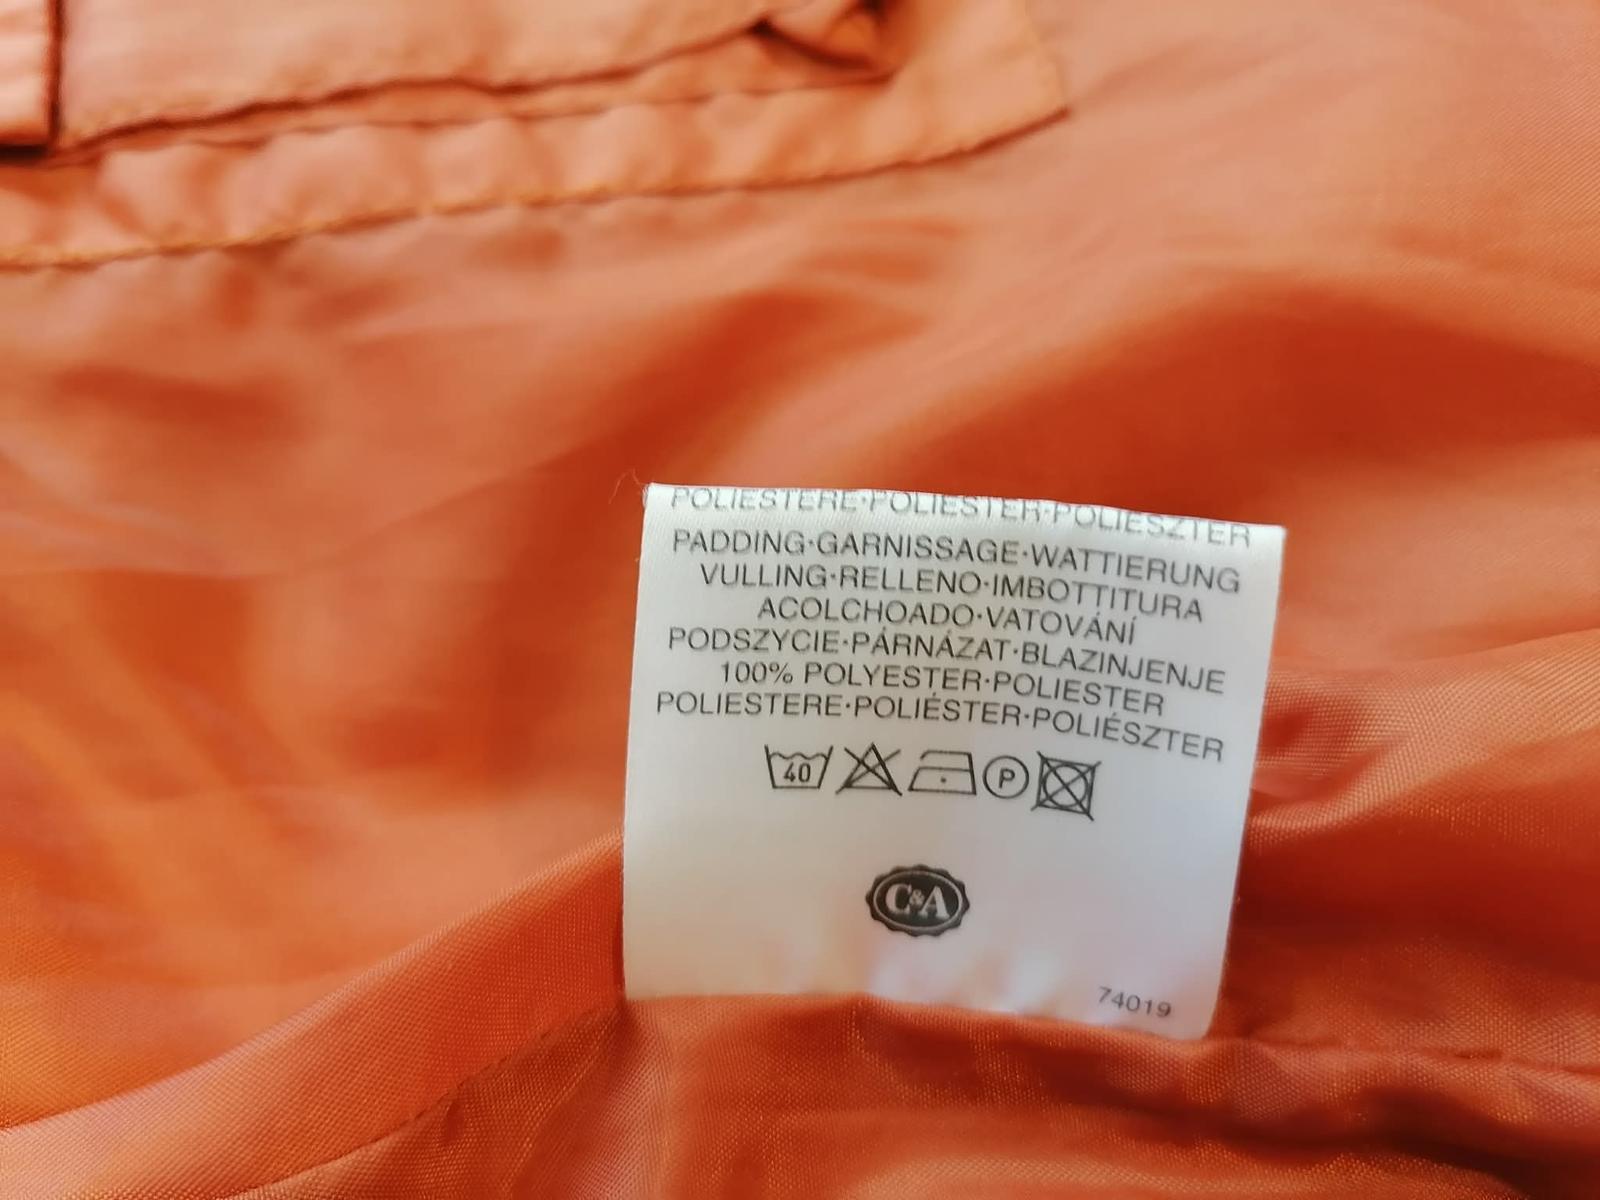 POLIESTERE·POLIESTER·POLIESZTER
PADDING·GARNISSAGE·WATTIERUNG
VULLING·RELLENO·IMBOTTITURA
ACOLCHOADO·VATOVÁNÍ
PODSZYCIE·PÁRNÁZAT·BLAZINJENJE
100% POLYESTER·POLIESTER
POLIESTERE·POLIÉSTER·POLIÉSZTER
40 P
C&A
74019